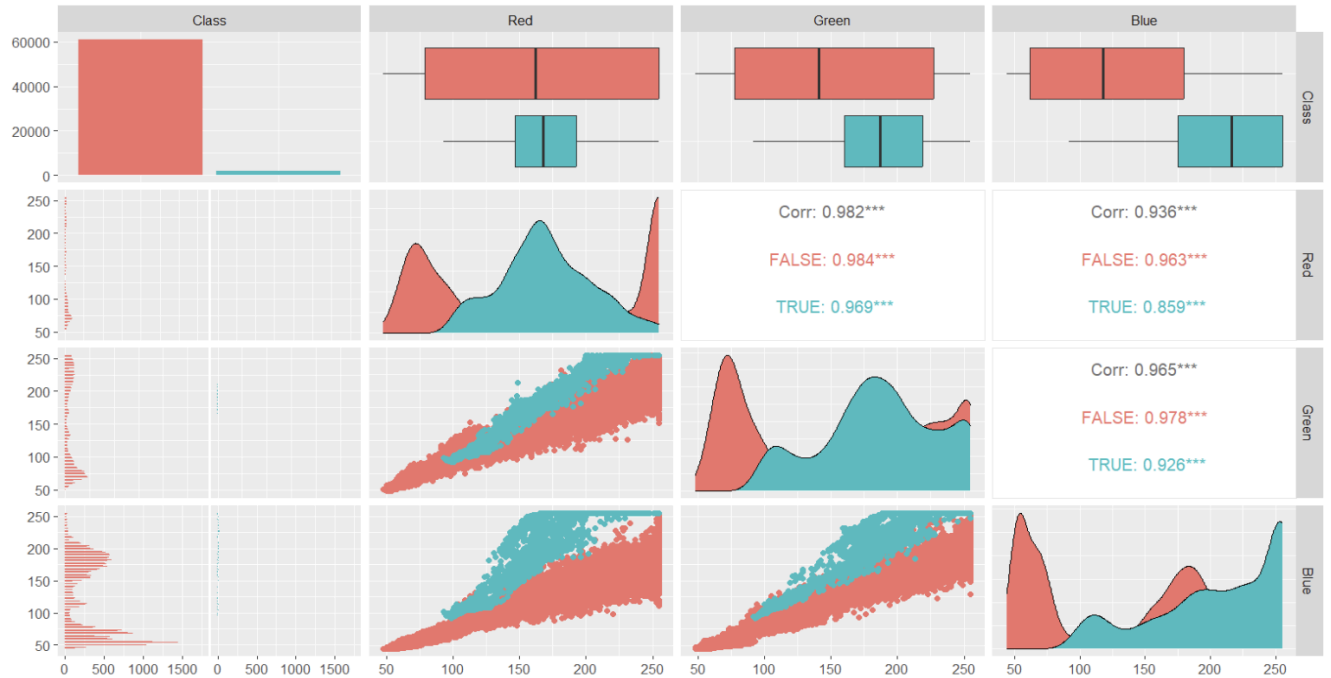 Class Red Green Blue
60000
40000
20000
0
Class
250
200
150
100
50
Corr: 0.982***
FALSE: 0.984***
TRUE: 0.969***
Corr: 0.936***
FALSE: 0.963***
TRUE: 0.859***
Red
250
200
150
100
50
Corr: 0.965***
FALSE: 0.978***
TRUE: 0.926***
Green
250
200
150
100
50
Blue
0 500 1000 1500 0 500 1000 1500 50 100 150 200 250 50 100 150 200 250 50 100 150 200 250